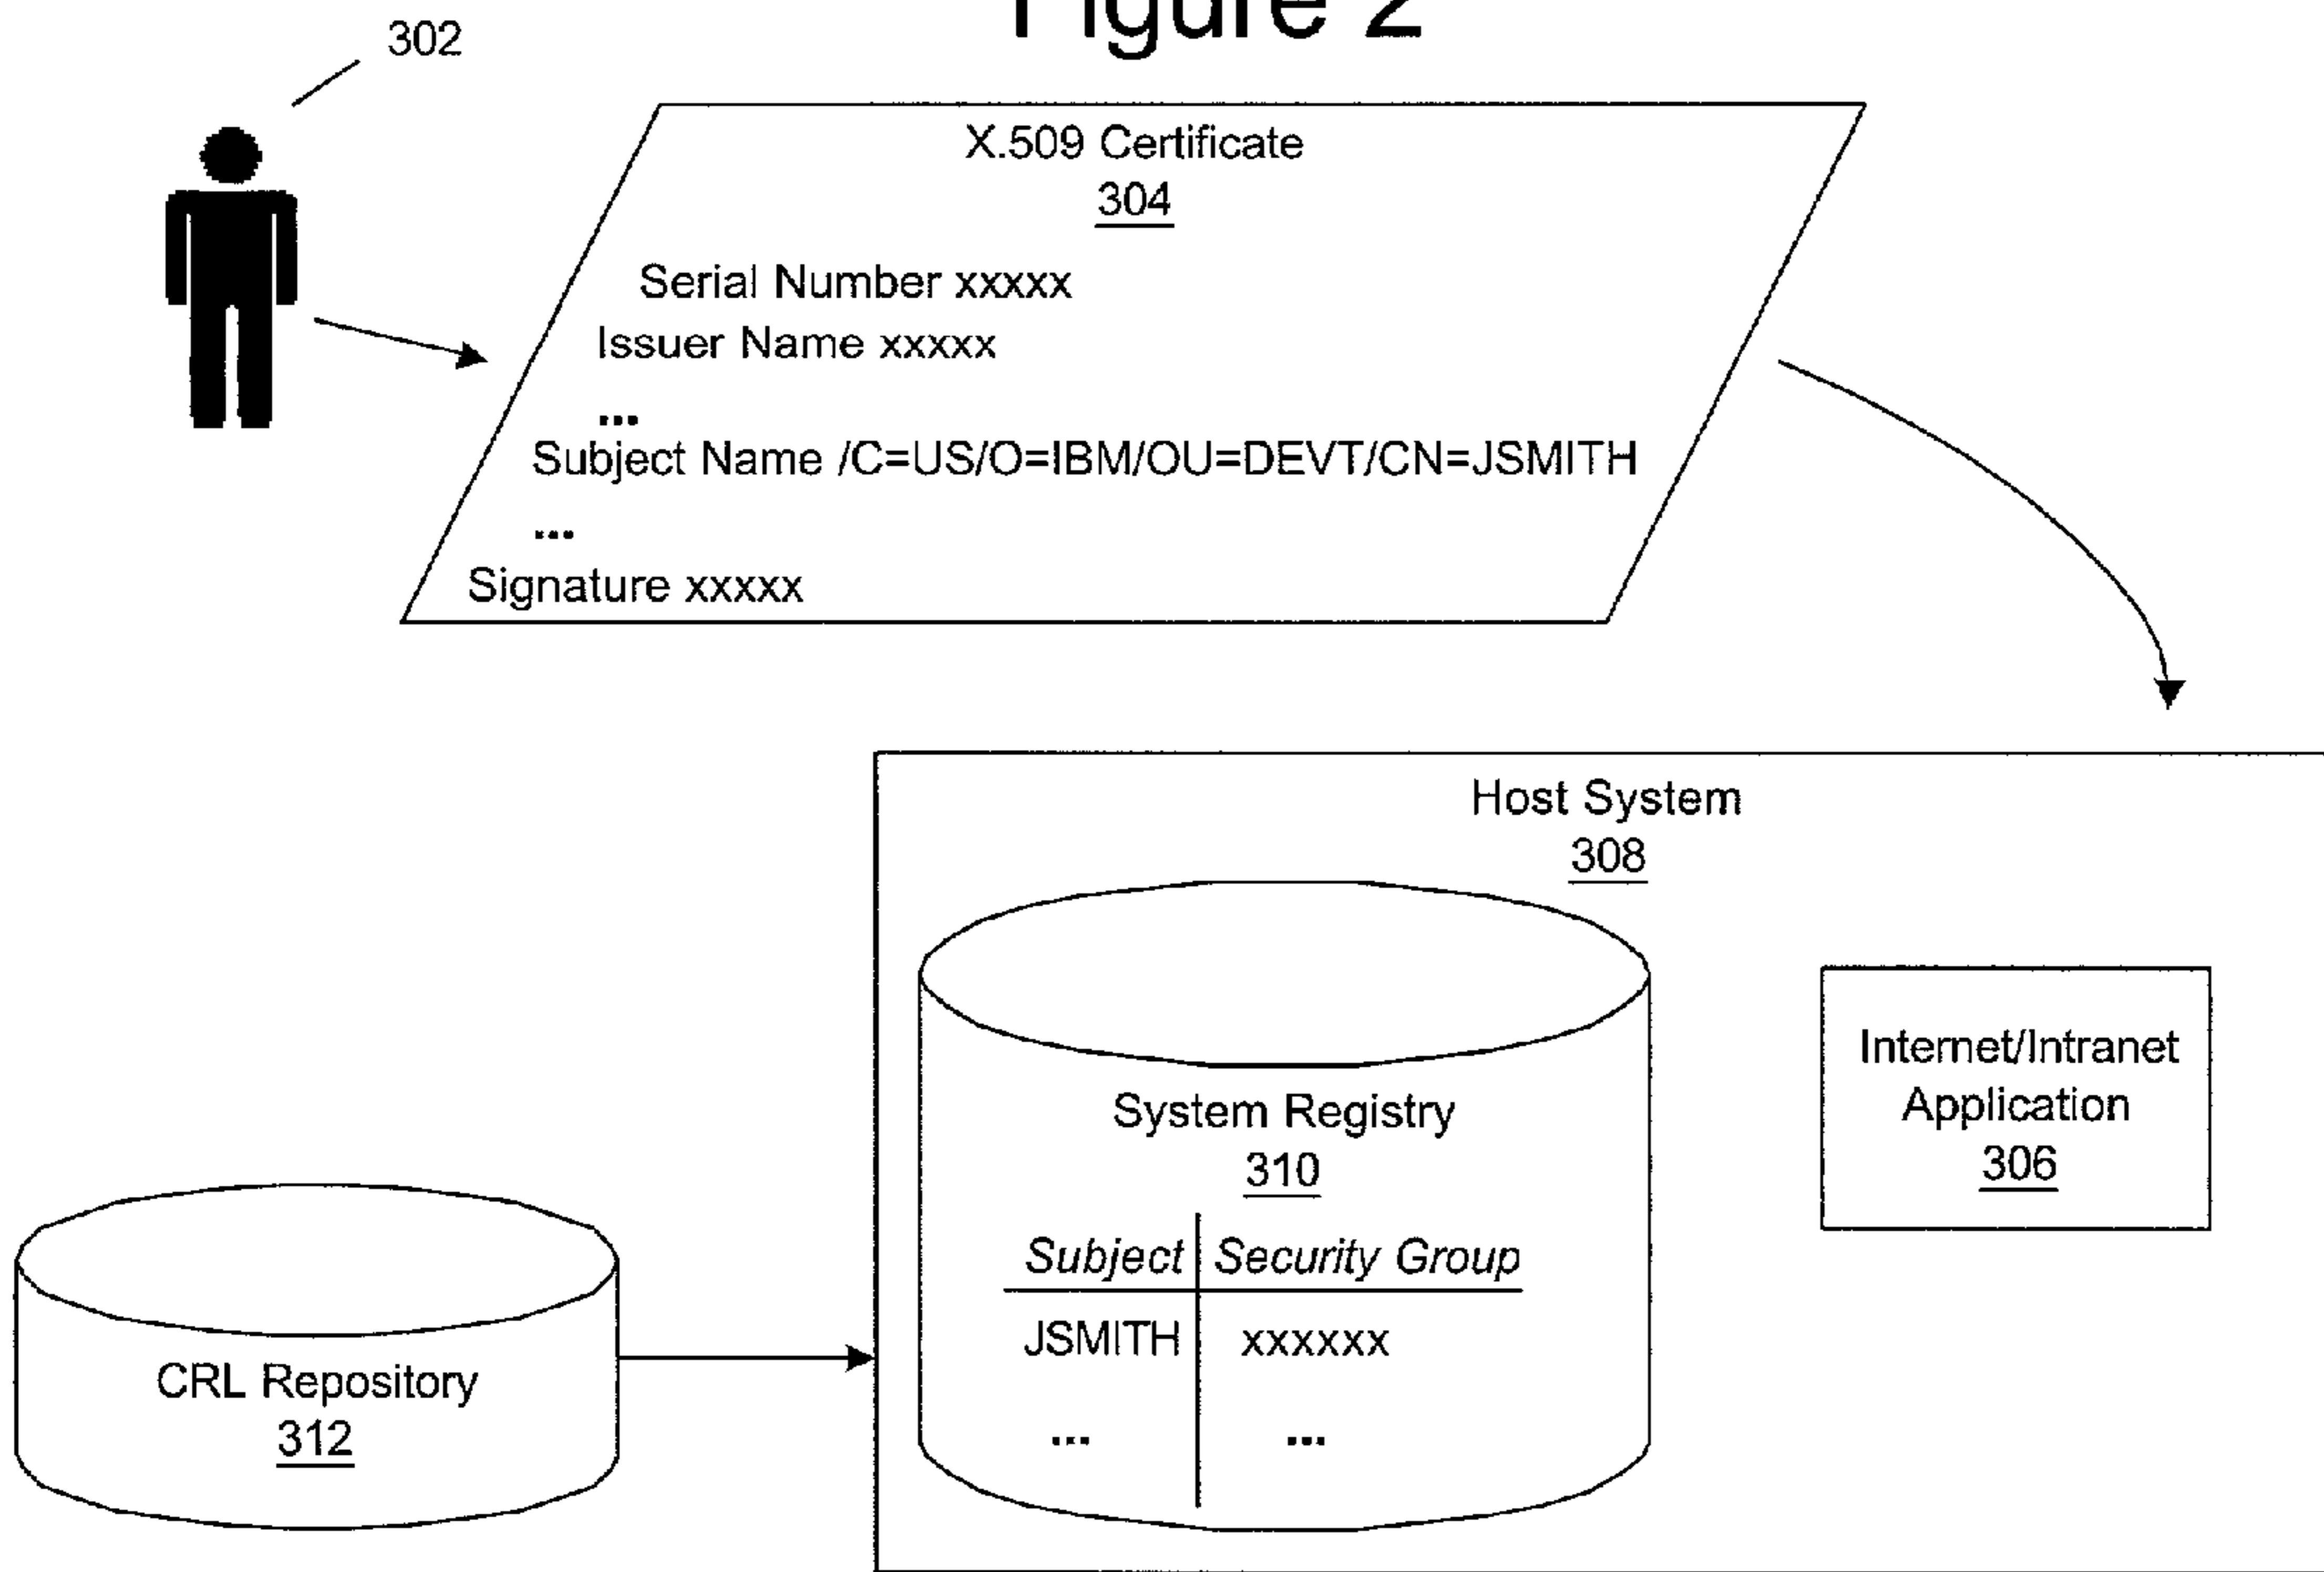 Figure 2
302
X.509 Certificate
304
Serial Number xxxxx
Issuer Name xxxxx
...
Subject Name /C=US/O=IBM/OU=DEVT/CN=JSMITH
...
Signature xxxxx
Host System
308
System Registry
310
Subject Security Group
JSMITH xxxxxx
... ...
Internet/Intranet
Application
306
CRL Repository
312